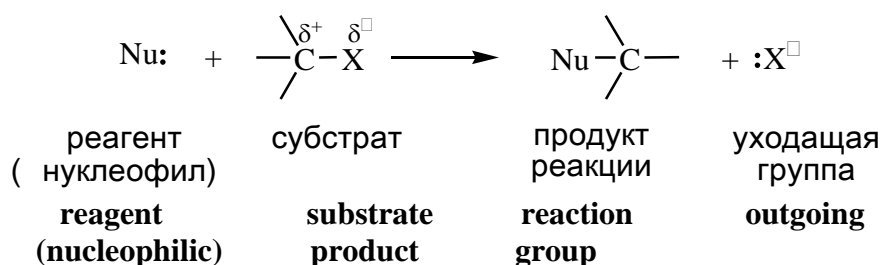 δ⁺ δ□
Nu: + C X Nu C + :X□
реагент субстрат продукт уходащая
( нуклеофил) реакции группа
reagent substrate reaction outgoing
(nucleophilic) product group